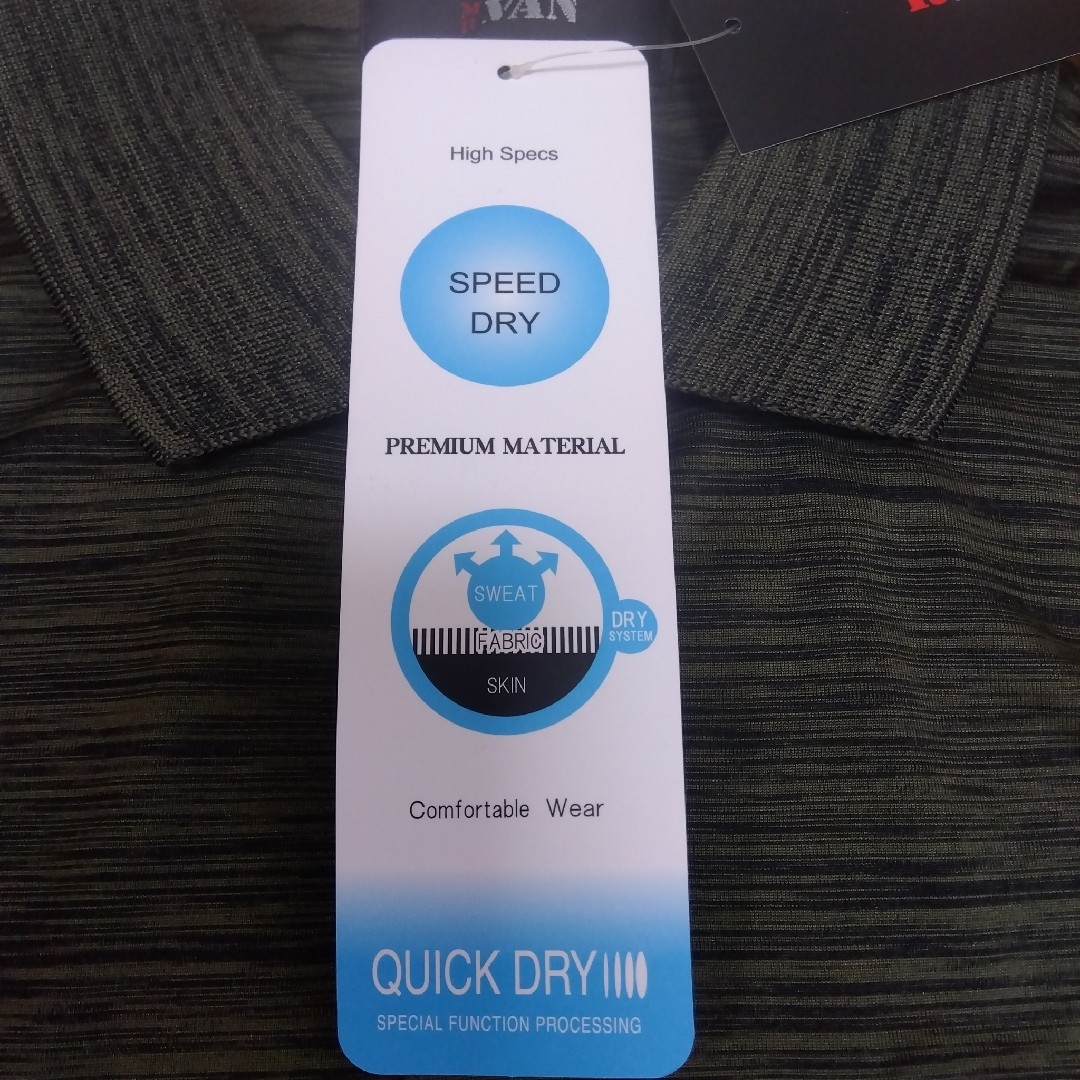 High Specs
SPEED
DRY
PREMIUM MATERIAL
SWEAT
FABRIC
DRY
SYSTEM
SKIN
Comfortable Wear
QUICK DRY
SPECIAL FUNCTION PROCESSING